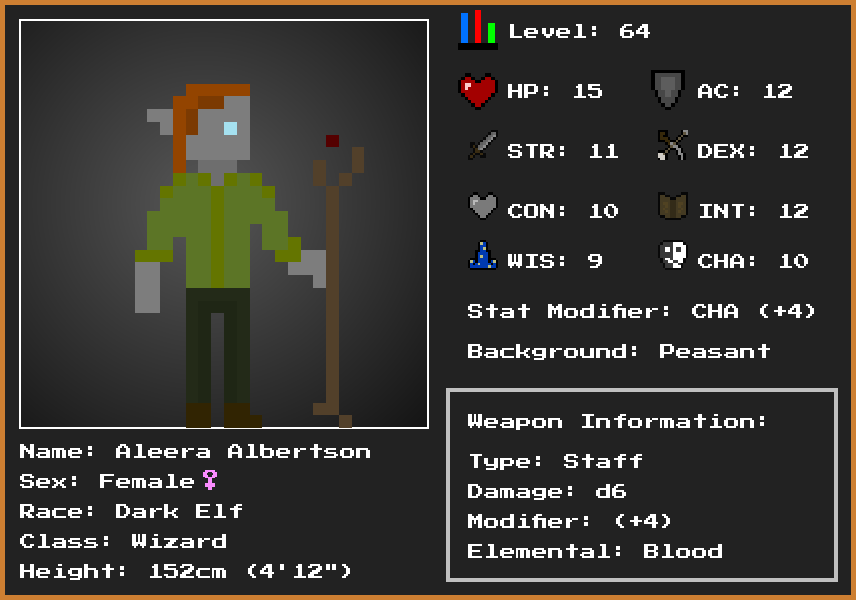 Level: 64
HP: 15 AC: 12
STR: 11 DEX: 12
CON: 10 INT: 12
WIS: 9 CHA: 10
Stat Modifier: CHA (+4)
Background: Peasant
Weapon Information:
Type: Staff
Damage: d6
Modifier: (+4)
Elemental: Blood
Name: Aleera Albertson
Sex: Female♀
Race: Dark Elf
Class: Wizard
Height: 152cm (4'12")